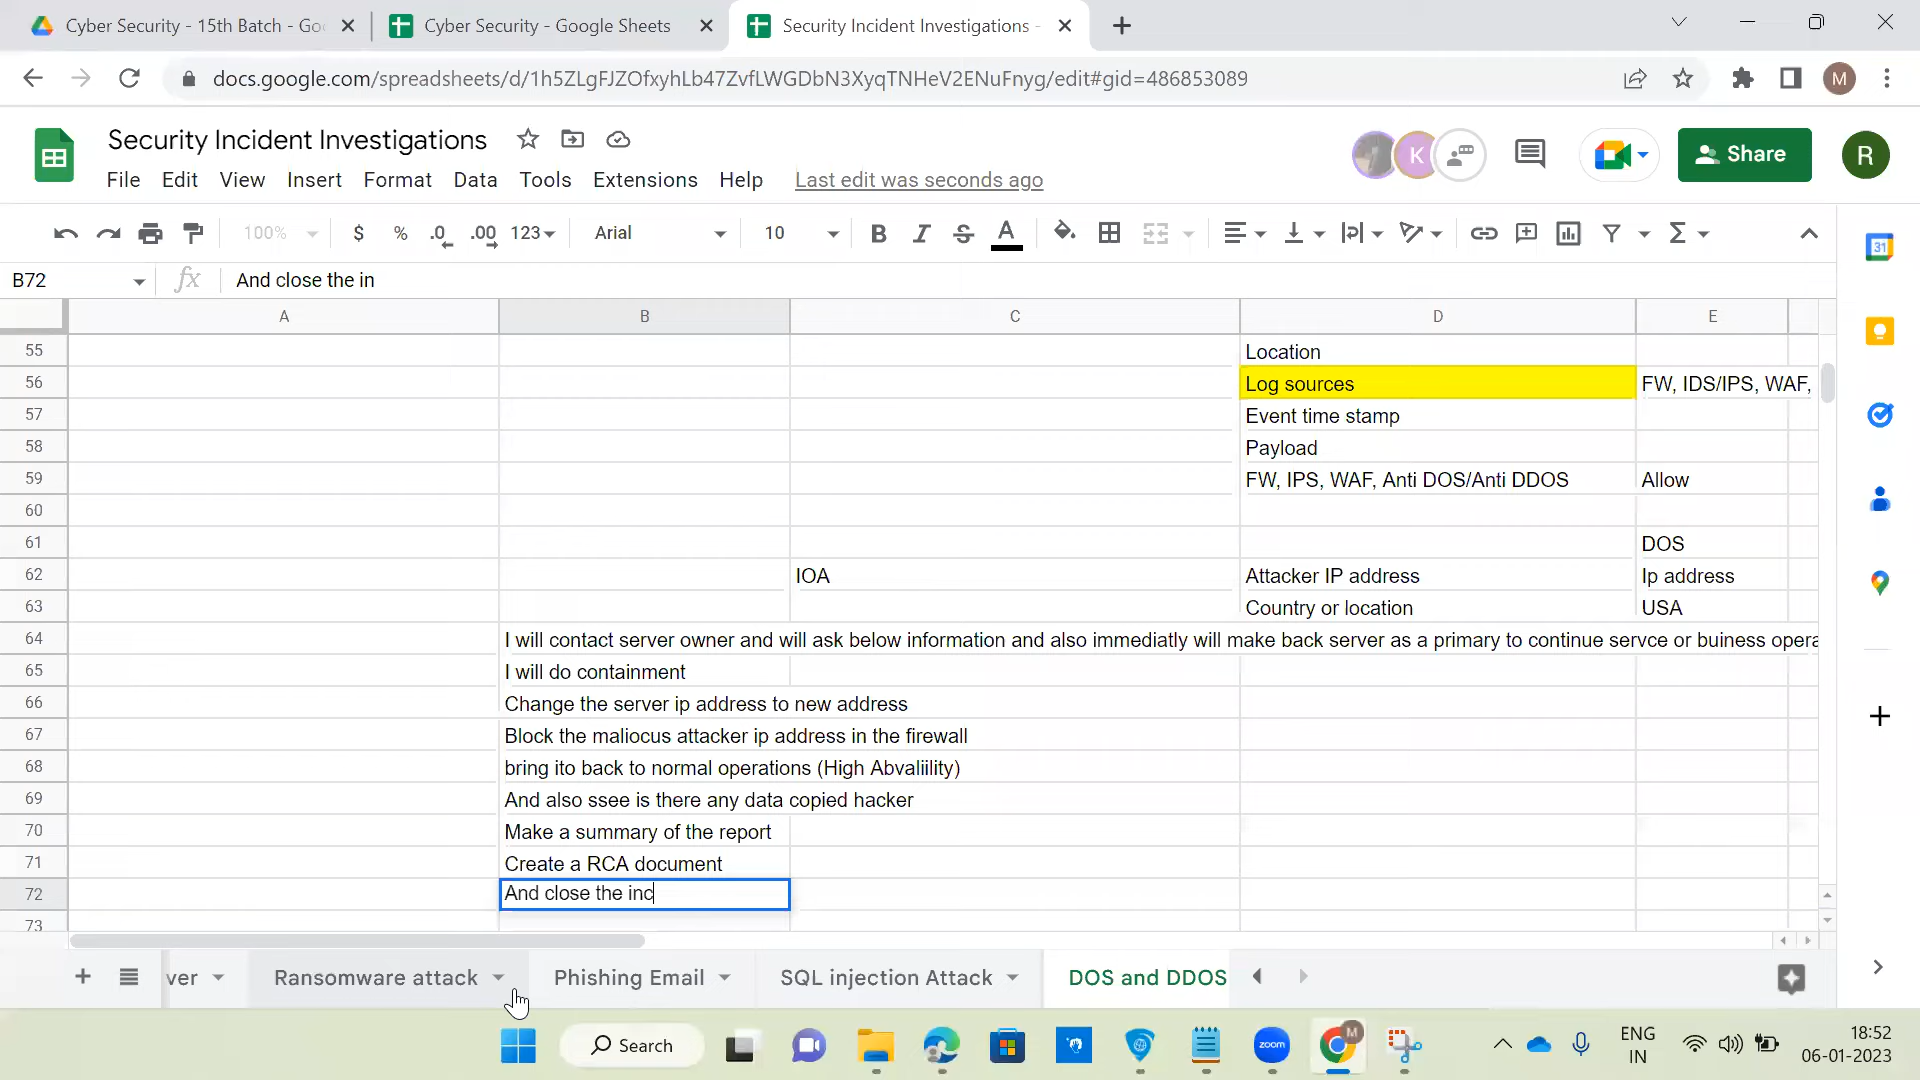 Cyber Security - 15th Batch - Go
Cyber Security - Google Sheets
Security Incident Investigations -
docs.google.com/spreadsheets/d/1h5ZLgFJZOfxyhLb47ZvfLWGDbN3XyqTNHeV2ENuFnyg/edit#gid=486853089
M
Security Incident Investigations
K
Share
R
File Edit View Insert Format Data Tools Extensions Help Last edit was seconds ago
100% $ % .0 .00 123 Arial 10 B I S A
31
B72 fx And close the in
A B C D E
55 Location
56 Log sources FW, IDS/IPS, WAF,
57 Event time stamp
58 Payload
59 FW, IPS, WAF, Anti DOS/Anti DDOS Allow
60
61 DOS
62 IOA Attacker IP address Ip address
63 Country or location USA
64 I will contact server owner and will ask below information and also immediatly will make back server as a primary to continue servce or buiness opera
65 I will do containment
66 Change the server ip address to new address
67 Block the maliocus attacker ip address in the firewall
68 bring ito back to normal operations (High Abvaliility)
69 And also ssee is there any data copied hacker
70 Make a summary of the report
71 Create a RCA document
72 And close the inc
73
ver Ransomware attack Phishing Email SQL injection Attack DOS and DDOS
Search
zoom
M
ENG
IN
18:52
06-01-2023